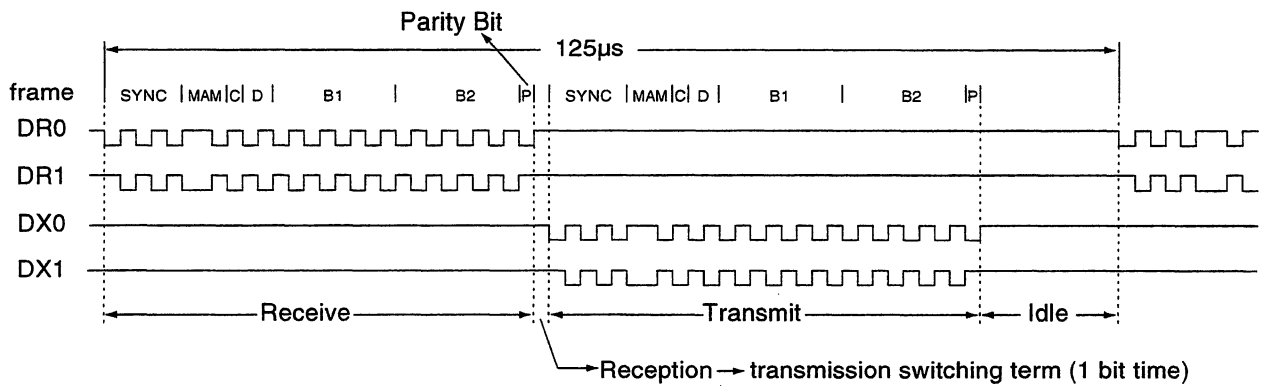 Parity Bit
125μs
frame SYNC |MAM|C| D | B1 | B2 |P| | SYNC |MAM|C| D | B1 | B2 |P|
DR0
DR1
DX0
DX1
Receive Transmit Idle
Reception → transmission switching term (1 bit time)